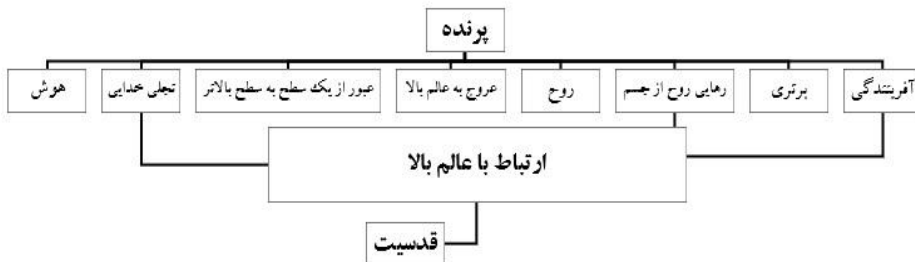 پرنده
آفرینندگی
برتری
رهایی روح از جسم
روح
عروج به عالم بالا
عبور از یک سطح به سطح بالاتر
تجلی خدایی
هوش
ارتباط با عالم بالا
قدسیت